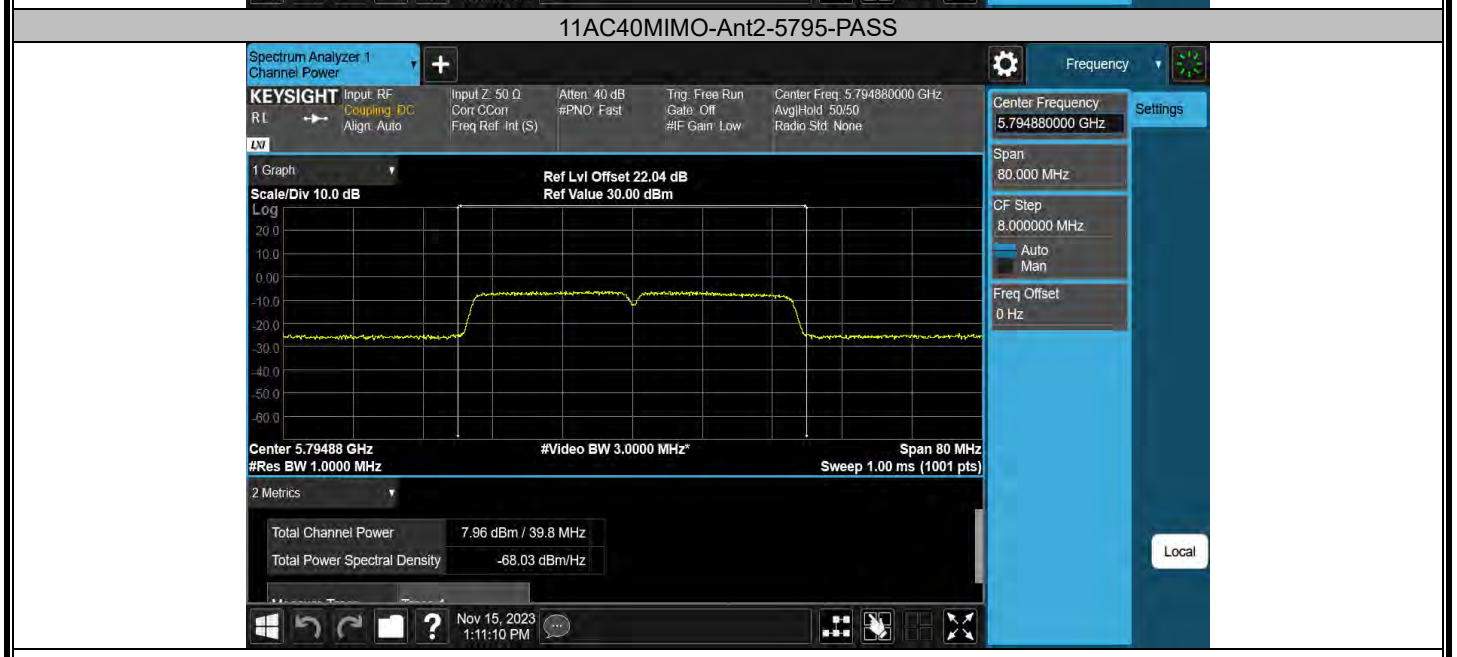 11AC40MIMO-Ant2-5795-PASS
Spectrum Analyzer 1
Channel Power
Frequency
KEYSIGHT
RL
LXI
Input: RF
Coupling: DC
Align: Auto
Input Z: 50 Ω
Corr CCorr
Freq Ref: Int (S)
Atten: 40 dB
#PNO: Fast
Trig: Free Run
Gate: Off
#IF Gain: Low
Center Freq: 5.794880000 GHz
Avg|Hold: 50/50
Radio Std: None
Center Frequency
5.794880000 GHz
Settings
Span
80.000 MHz
CF Step
8.000000 MHz
Auto
Man
Freq Offset
0 Hz
1 Graph
Ref Lvl Offset 22.04 dB
Scale/Div 10.0 dB
Ref Value 30.00 dBm
Log
20.0
10.0
0.00
-10.0
-20.0
-30.0
-40.0
-50.0
-60.0
Center 5.79488 GHz
#Video BW 3.0000 MHz*
Span 80 MHz
#Res BW 1.0000 MHz
Sweep 1.00 ms (1001 pts)
2 Metrics
Total Channel Power 7.96 dBm / 39.8 MHz
Total Power Spectral Density -68.03 dBm/Hz
Local
?
Nov 15, 2023
1:11:10 PM